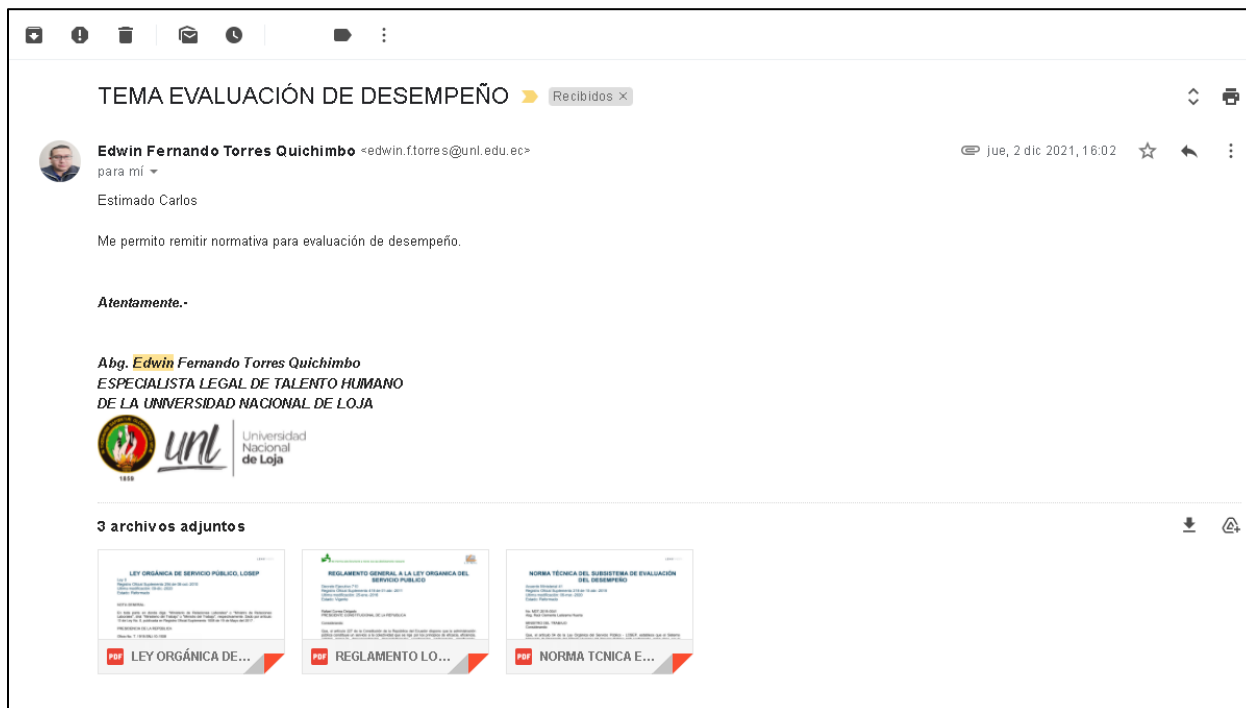 TEMA EVALUACIÓN DE DESEMPEÑO Recibidos ×
Edwin Fernando Torres Quichimbo <edwin.f.torres@unl.edu.ec> jue, 2 dic 2021, 16:02
para mí
Estimado Carlos
Me permito remitir normativa para evaluación de desempeño.
Atentamente.-
Abg. Edwin Fernando Torres Quichimbo
ESPECIALISTA LEGAL DE TALENTO HUMANO
DE LA UNIVERSIDAD NACIONAL DE LOJA
unl
Universidad
Nacional
de Loja
1859
3 archivos adjuntos
LEY ORGÁNICA DE SERVICIO PÚBLICO, LOSEP
PDF LEY ORGÁNICA DE...
REGLAMENTO GENERAL A LA LEY ORGANICA DEL
SERVICIO PUBLICO
PDF REGLAMENTO LO...
NORMA TÉCNICA DEL SUBSISTEMA DE EVALUACIÓN
DEL DESEMPEÑO
PDF NORMA TCNICA E...